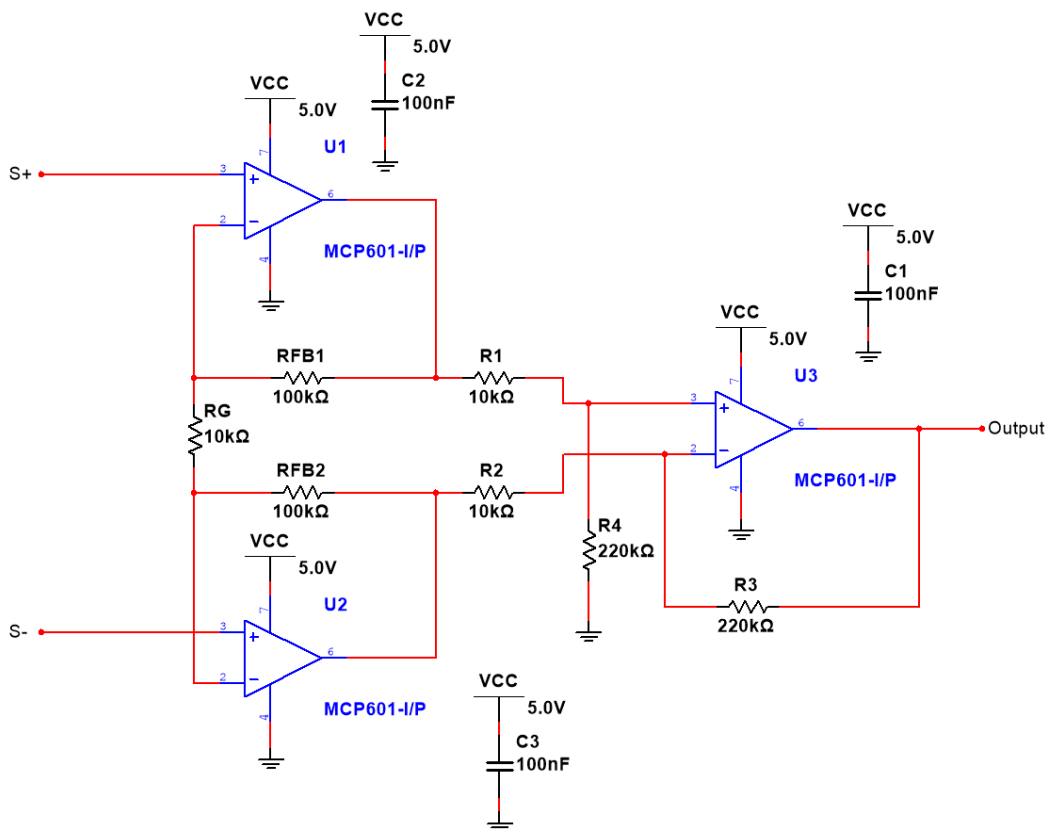 VCC
5.0V
C2
100nF
VCC
5.0V
U1
7
S+
3
6
2
4
MCP601-I/P
VCC
5.0V
C1
100nF
VCC
5.0V
RFB1
100kΩ
R1
10kΩ
U3
7
3
6
Output
2
4
MCP601-I/P
RG
10kΩ
RFB2
100kΩ
R2
10kΩ
R4
220kΩ
R3
220kΩ
VCC
5.0V
U2
7
S-
3
6
2
4
MCP601-I/P
VCC
5.0V
C3
100nF